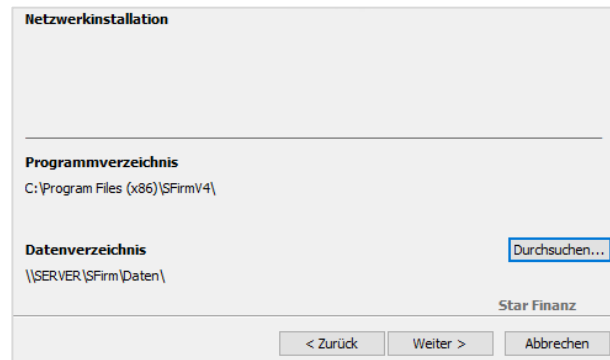 Netzwerkinstallation
Programmverzeichnis
C:\Program Files (x86)\SFirmV4\
Datenverzeichnis
Durchsuchen...
\\SERVER\SFirm\Daten\
Star Finanz
< Zurück
Weiter >
Abbrechen